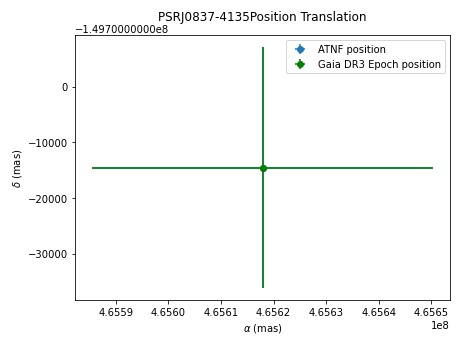 PSRJ0837-4135Position Translation
−1.4970000000e8
ATNF position
Gaia DR3 Epoch position
0
−10000
−20000
−30000
δ (mas)
4.6559 4.6560 4.6561 4.6562 4.6563 4.6564 4.6565
1e8
α (mas)